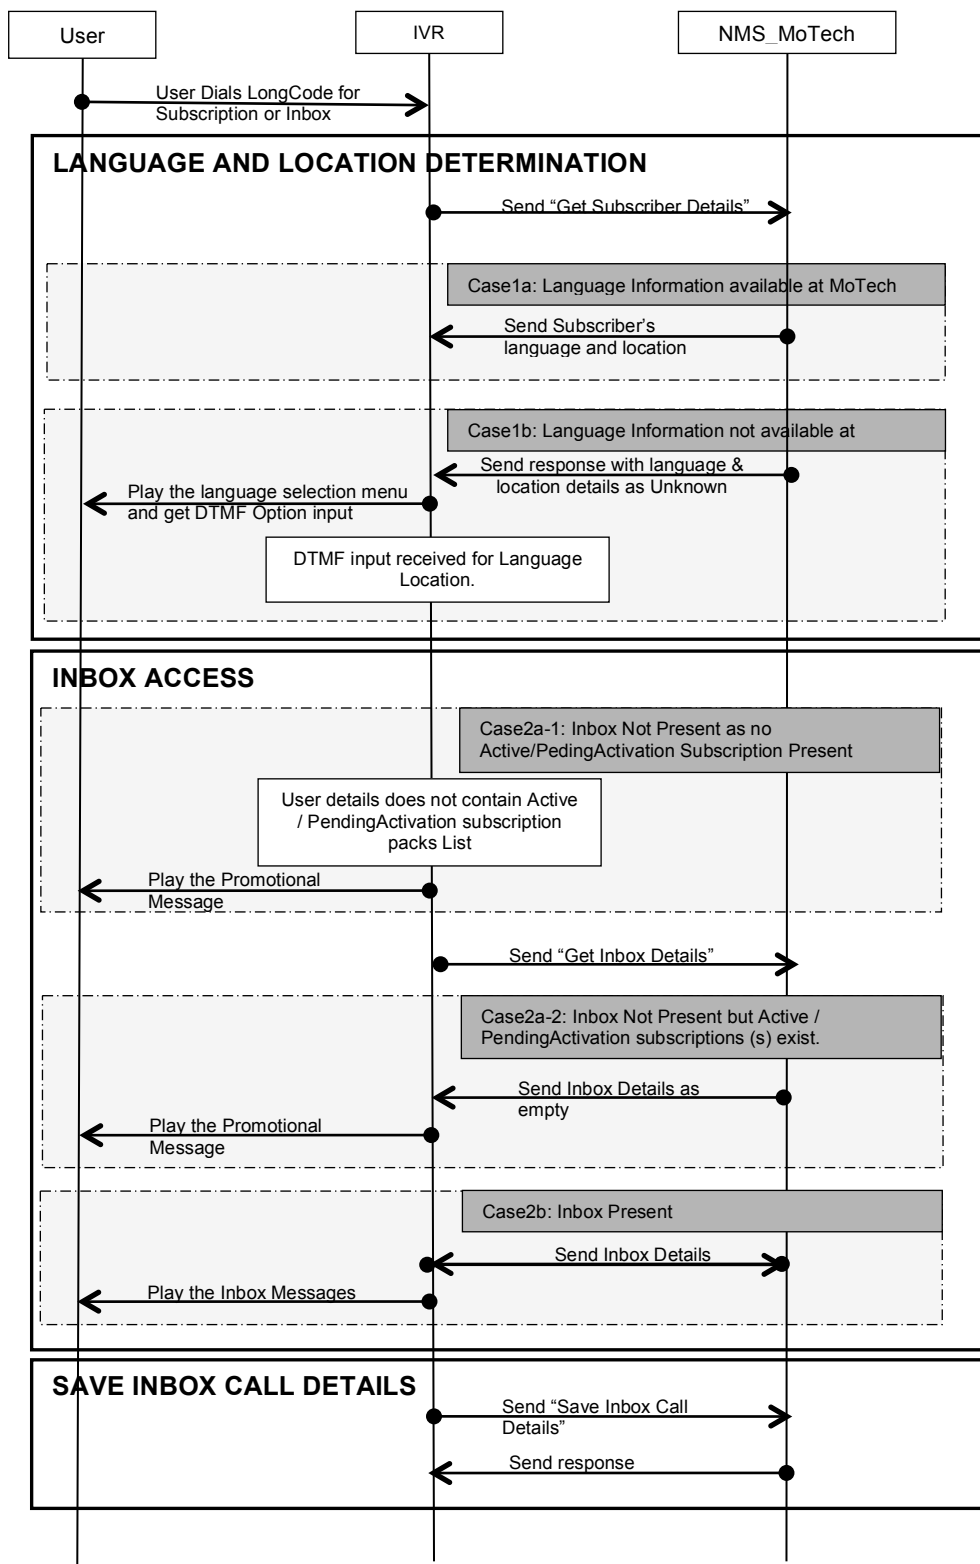 User
IVR
NMS_MoTech
User Dials LongCode for
Subscription or Inbox
LANGUAGE AND LOCATION DETERMINATION
Send “Get Subscriber Details”
Case1a: Language Information available at MoTech
Send Subscriber’s
language and location
Case1b: Language Information not available at
Send response with language &
location details as Unknown
Play the language selection menu
and get DTMF Option input
DTMF input received for Language
Location.
INBOX ACCESS
Case2a-1: Inbox Not Present as no
Active/PedingActivation Subscription Present
User details does not contain Active
/ PendingActivation subscription
packs List
Play the Promotional
Message
Send “Get Inbox Details”
Case2a-2: Inbox Not Present but Active /
PendingActivation subscriptions (s) exist.
Send Inbox Details as
empty
Play the Promotional
Message
Case2b: Inbox Present
Send Inbox Details
Play the Inbox Messages
SAVE INBOX CALL DETAILS
Send “Save Inbox Call
Details”
Send response